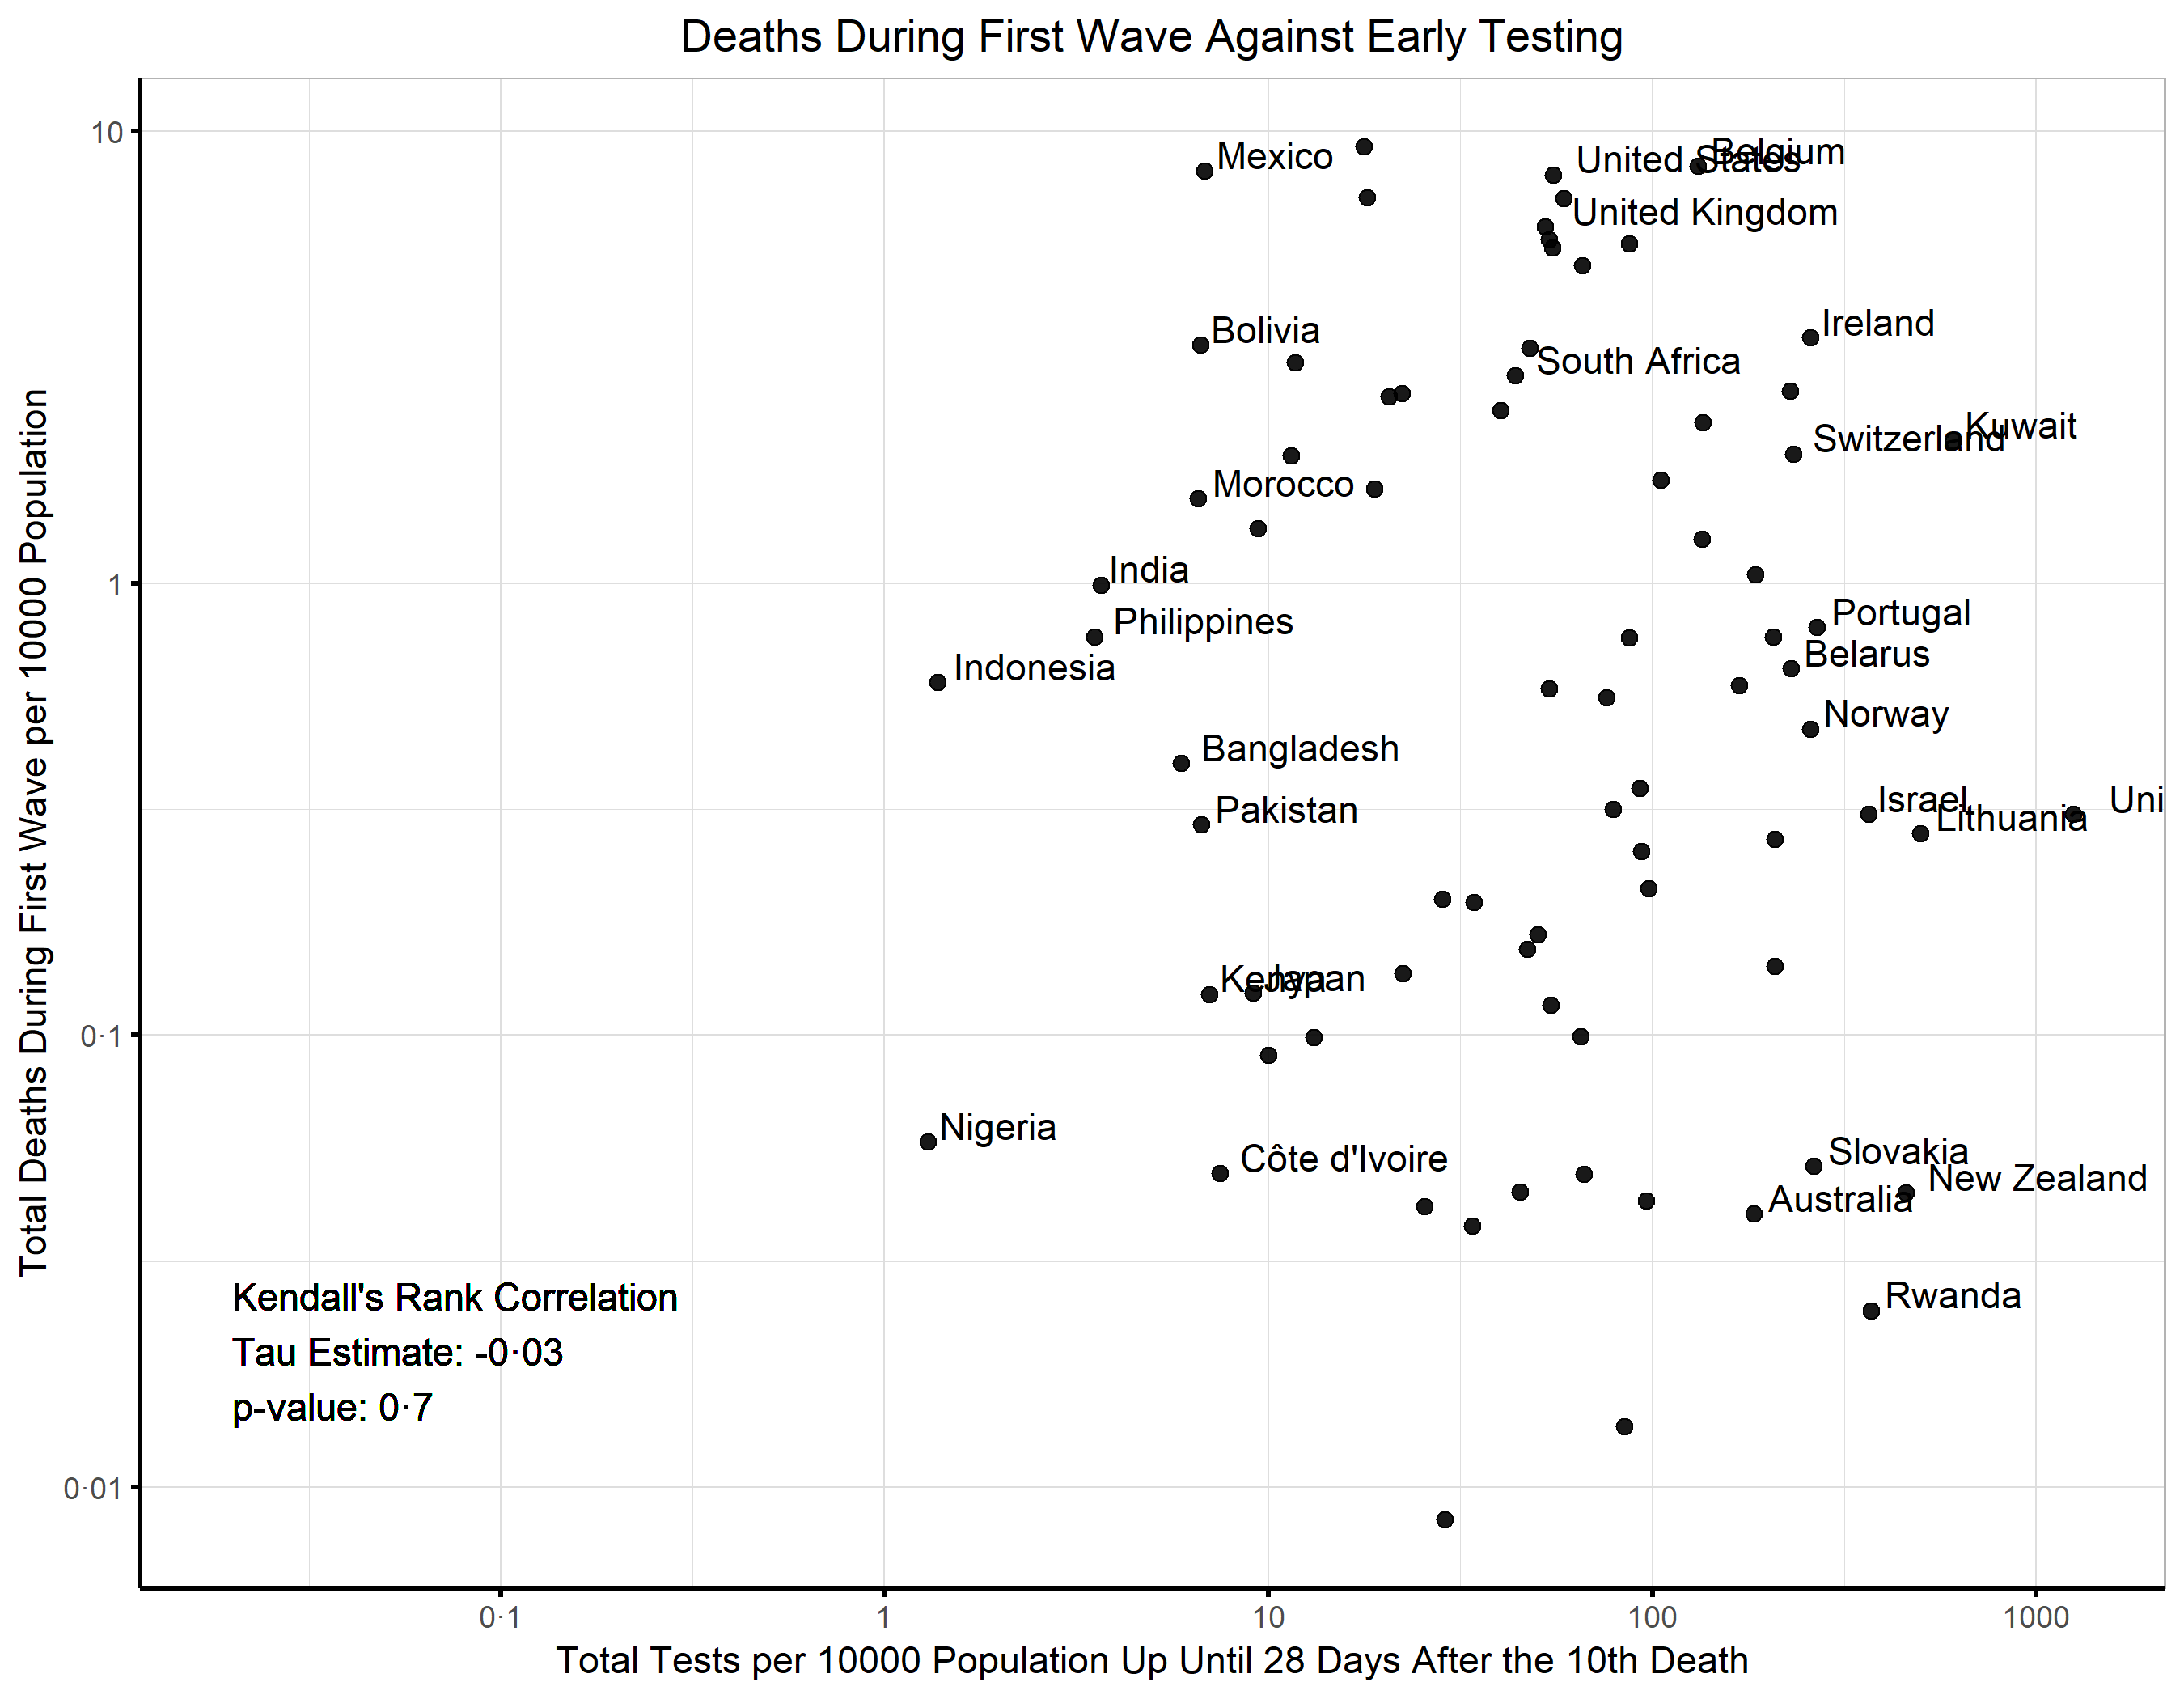 Deaths During First Wave Against Early Testing
Total Deaths During First Wave per 10000 Population
10
1
0·1
0·01
Mexico
United States
Belgium
United Kingdom
Bolivia
Ireland
South Africa
Kuwait
Switzerland
Morocco
India
Philippines
Portugal
Indonesia
Belarus
Norway
Bangladesh
Pakistan
Israel
Uni
Lithuania
Kenya
Japan
Nigeria
Côte d'Ivoire
Slovakia
New Zealand
Australia
Rwanda
Kendall's Rank Correlation
Tau Estimate: -0·03
p-value: 0·7
0·1
1
10
100
1000
Total Tests per 10000 Population Up Until 28 Days After the 10th Death